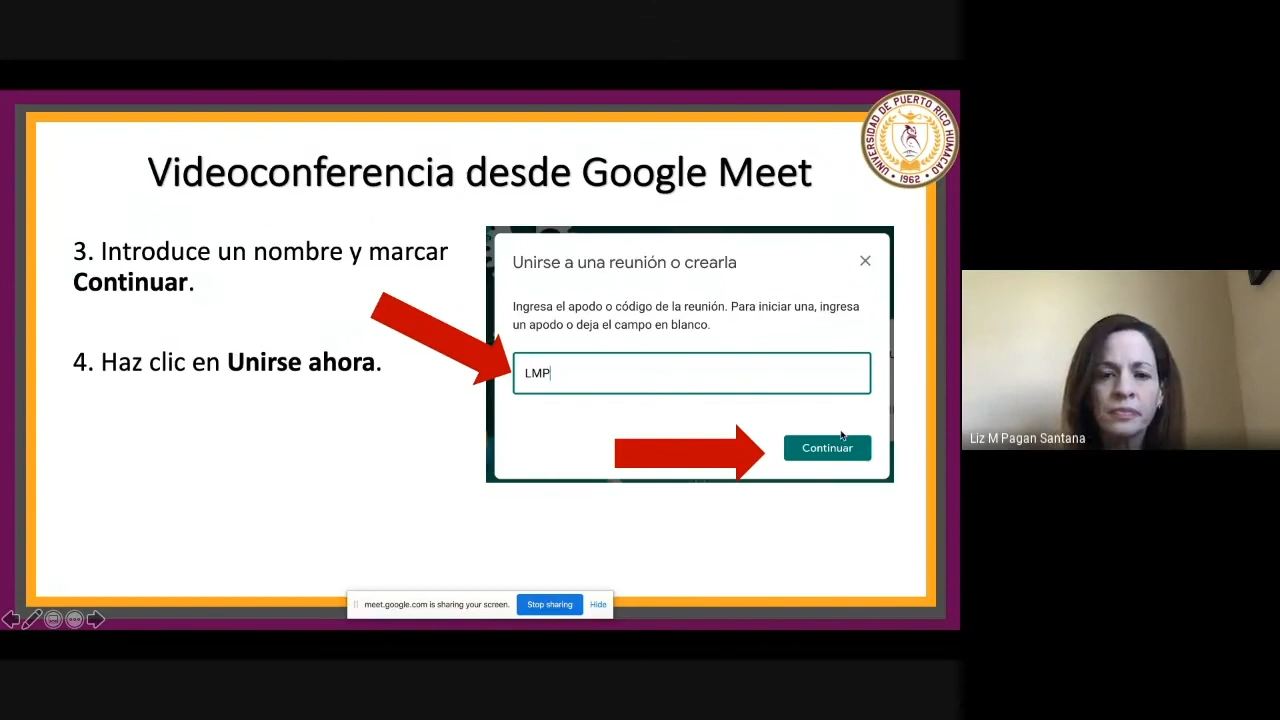 UNIVERSIDAD DE PUERTO RICO HUMACAO
• 1962 •
Videoconferencia desde Google Meet
3. Introduce un nombre y marcar
Continuar.
4. Haz clic en Unirse ahora.
Unirse a una reunión o crearla
Ingresa el apodo o código de la reunión. Para iniciar una, ingresa
un apodo o deja el campo en blanco.
LMP
Continuar
Liz M Pagan Santana
meet.google.com is sharing your screen.
Stop sharing
Hide